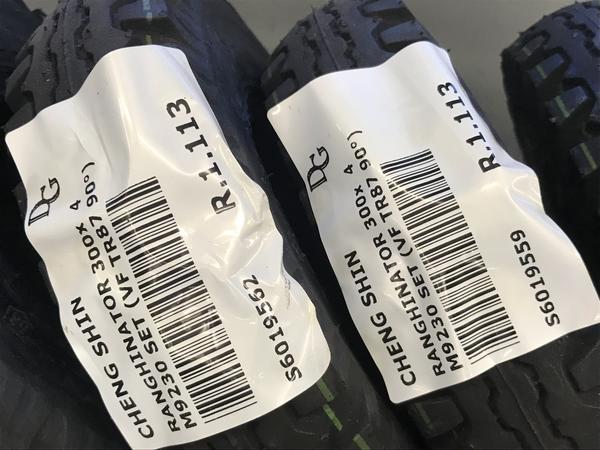 DG
CHENG SHIN
RANGHINATOR 300x 4
M9230 SET (VF TR87 90°)
R.1.113
S6019562
DG
CHENG SHIN
RANGHINATOR 300x 4
M9230 SET (VF TR87 90°)
R.1.113
S6019559